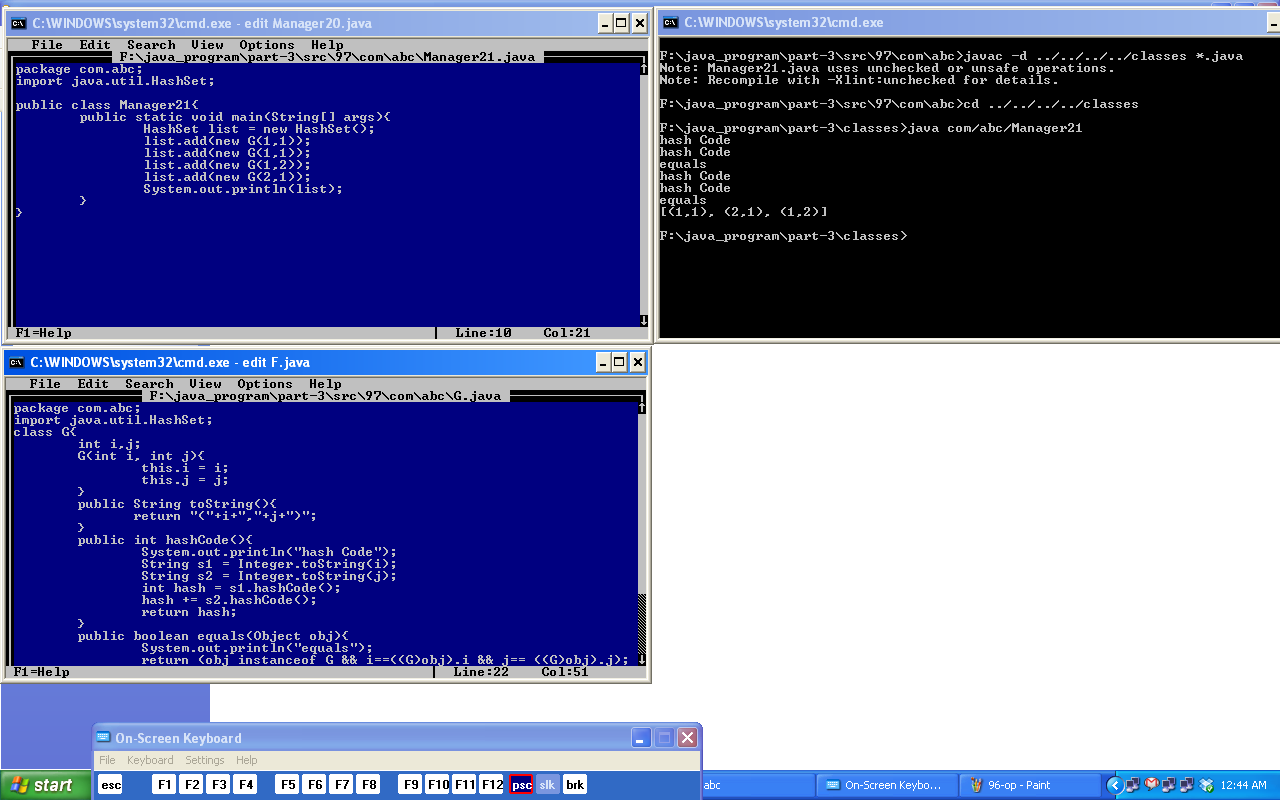 C:\WINDOWS\system32\cmd.exe - edit Manager20.java
File Edit Search View Options Help
F:\java_program\part-3\src\97\com\abc\Manager21.java
package com.abc;
import java.util.HashSet;
public class Manager21{
public static void main(String[] args){
HashSet list = new HashSet();
list.add(new G(1,1));
list.add(new G(1,1));
list.add(new G(1,2));
list.add(new G(2,1));
System.out.println(list);
}
}
F1=Help Line:10 Col:21
C:\WINDOWS\system32\cmd.exe
F:\java_program\part-3\src\97\com\abc>javac -d ../../../../classes *.java
Note: Manager21.java uses unchecked or unsafe operations.
Note: Recompile with -Xlint:unchecked for details.
F:\java_program\part-3\src\97\com\abc>cd ../../../../classes
F:\java_program\part-3\classes>java com/abc/Manager21
hash Code
hash Code
equals
hash Code
hash Code
equals
[(1,1), (2,1), (1,2)]
F:\java_program\part-3\classes>
C:\WINDOWS\system32\cmd.exe - edit F.java
File Edit Search View Options Help
F:\java_program\part-3\src\97\com\abc\G.java
package com.abc;
import java.util.HashSet;
class G{
int i,j;
G(int i, int j){
this.i = i;
this.j = j;
}
public String toString(){
return "("+i+","+j+")";
}
public int hashCode(){
System.out.println("hash Code");
String s1 = Integer.toString(i);
String s2 = Integer.toString(j);
int hash = s1.hashCode();
hash += s2.hashCode();
return hash;
}
public boolean equals(Object obj){
System.out.println("equals");
return (obj instanceof G && i==((G)obj).i && j== ((G)obj).j);
F1=Help Line:22 Col:51
On-Screen Keyboard
File Keyboard Settings Help
esc F1 F2 F3 F4 F5 F6 F7 F8 F9 F10 F11 F12 psc slk brk
start abc On-Screen Keybo... 96-op - Paint 12:44 AM